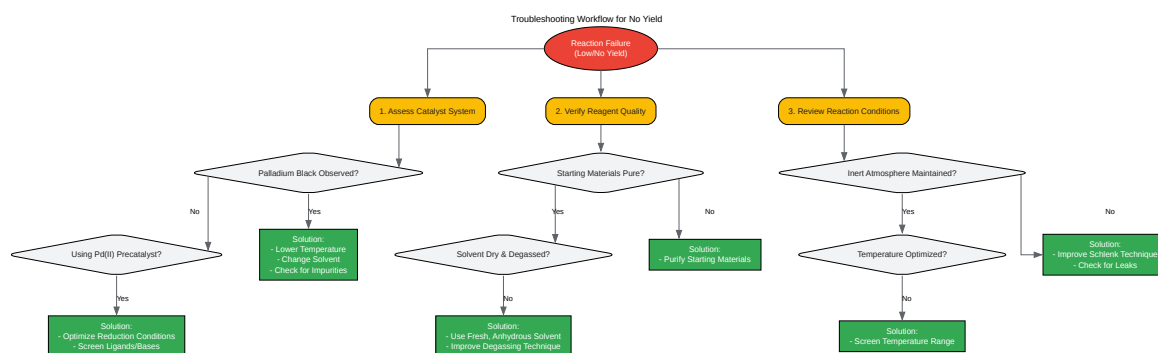 Troubleshooting Workflow for No Yield
Reaction Failure
(Low/No Yield)
1. Assess Catalyst System
2. Verify Reagent Quality
3. Review Reaction Conditions
Palladium Black Observed?
Starting Materials Pure?
Inert Atmosphere Maintained?
No
Yes
Yes
No
Yes
No
Using Pd(II) Precatalyst?
Solution:
- Lower Temperature
- Change Solvent
- Check for Impurities
Solvent Dry & Degassed?
Solution:
- Purify Starting Materials
Temperature Optimized?
Solution:
- Improve Schlenk Technique
- Check for Leaks
Yes
No
No
Solution:
- Optimize Reduction Conditions
- Screen Ligands/Bases
Solution:
- Use Fresh, Anhydrous Solvent
- Improve Degassing Technique
Solution:
- Screen Temperature Range